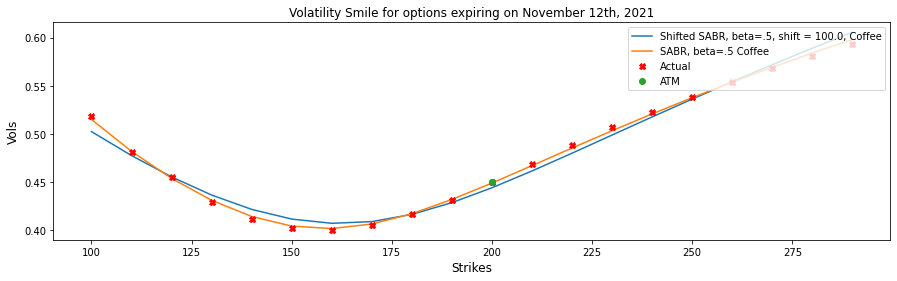 Volatility Smile for options expiring on November 12th, 2021
Shifted SABR, beta=.5, shift = 100.0, Coffee
SABR, beta=.5 Coffee
Actual
ATM
Vols
0.60
0.55
0.50
0.45
0.40
100 125 150 175 200 225 250 275
Strikes